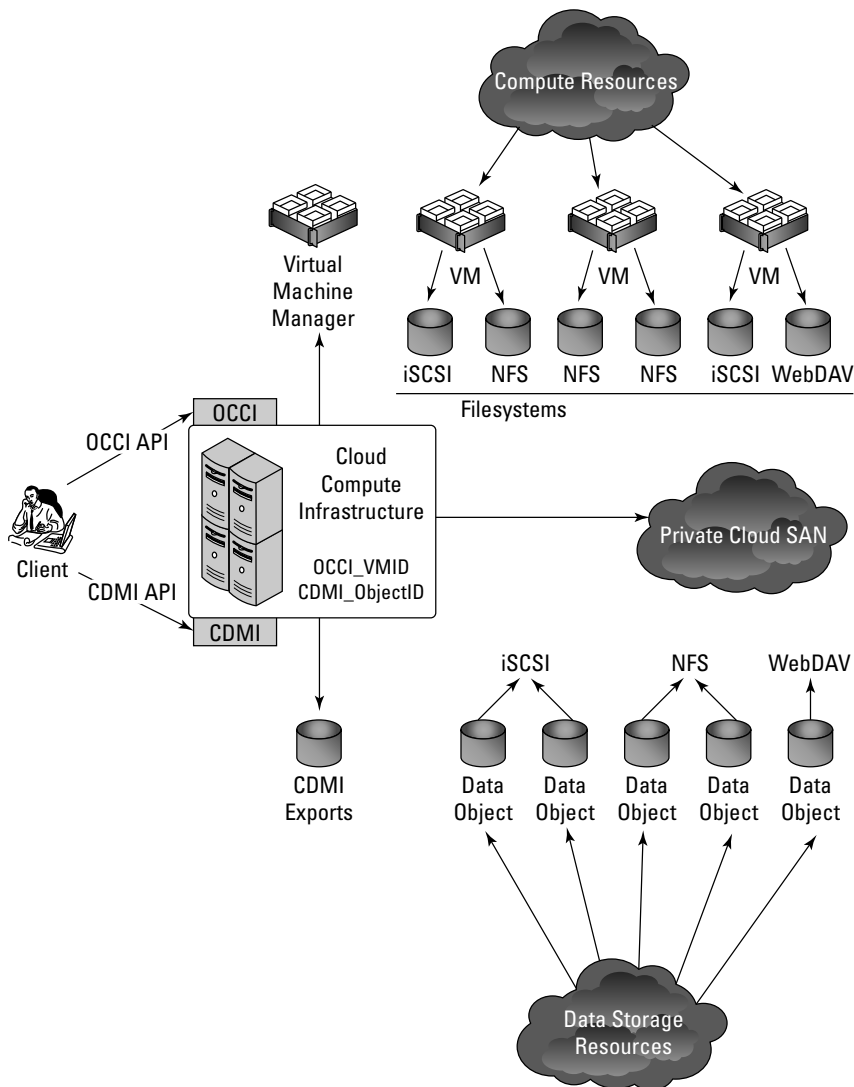 Compute Resources
Virtual
Machine
Manager
VM
VM
VM
iSCSI
NFS
NFS
NFS
iSCSI
WebDAV
Filesystems
OCCI
OCCI API
Cloud
Compute
Infrastructure
OCCI_VMID
CDMI_ObjectID
Private Cloud SAN
Client
CDMI API
CDMI
iSCSI
NFS
WebDAV
CDMI
Exports
Data
Object
Data
Object
Data
Object
Data
Object
Data
Object
Data Storage
Resources